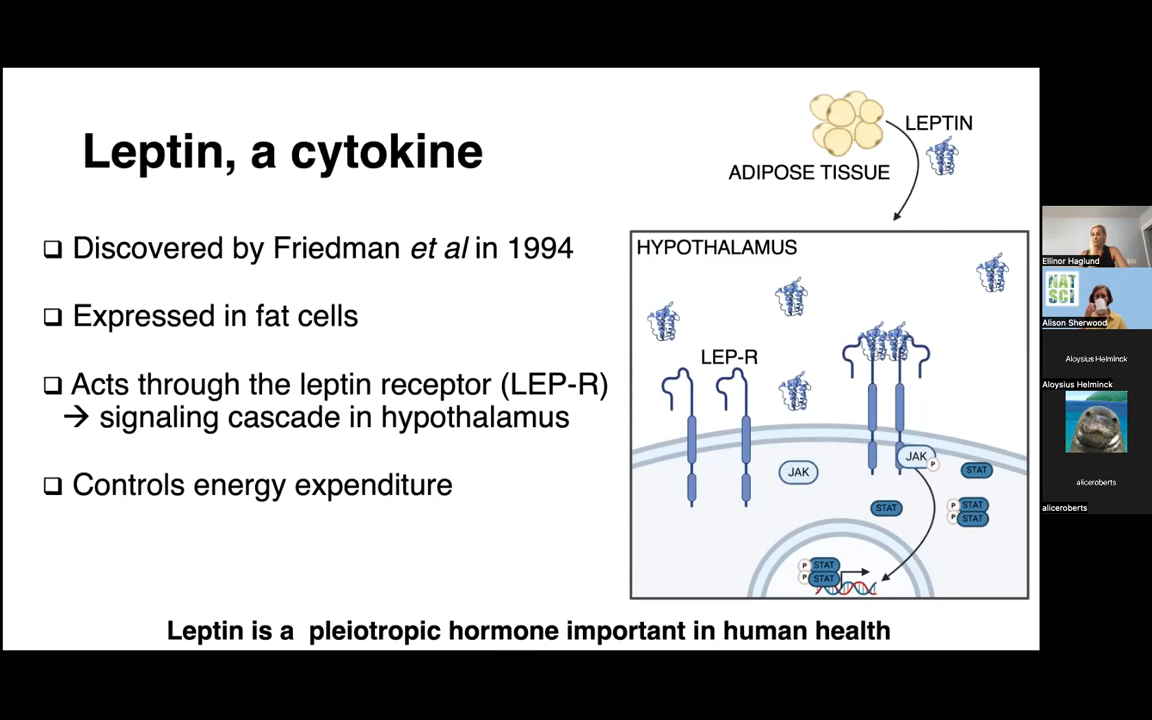 Leptin, a cytokine
❑ Discovered by Friedman et al in 1994
❑ Expressed in fat cells
❑ Acts through the leptin receptor (LEP-R)
→ signaling cascade in hypothalamus
❑ Controls energy expenditure
Leptin is a pleiotropic hormone important in human health
LEPTIN
ADIPOSE TISSUE
HYPOTHALAMUS
LEP-R
JAK
JAK
P
STAT
STAT
P STAT
P STAT
P STAT
P STAT
Ellinor Haglund
NAT
SCI
Alison Sherwood
Aloysius Helminck
Aloysius Helminck
aliceroberts
aliceroberts